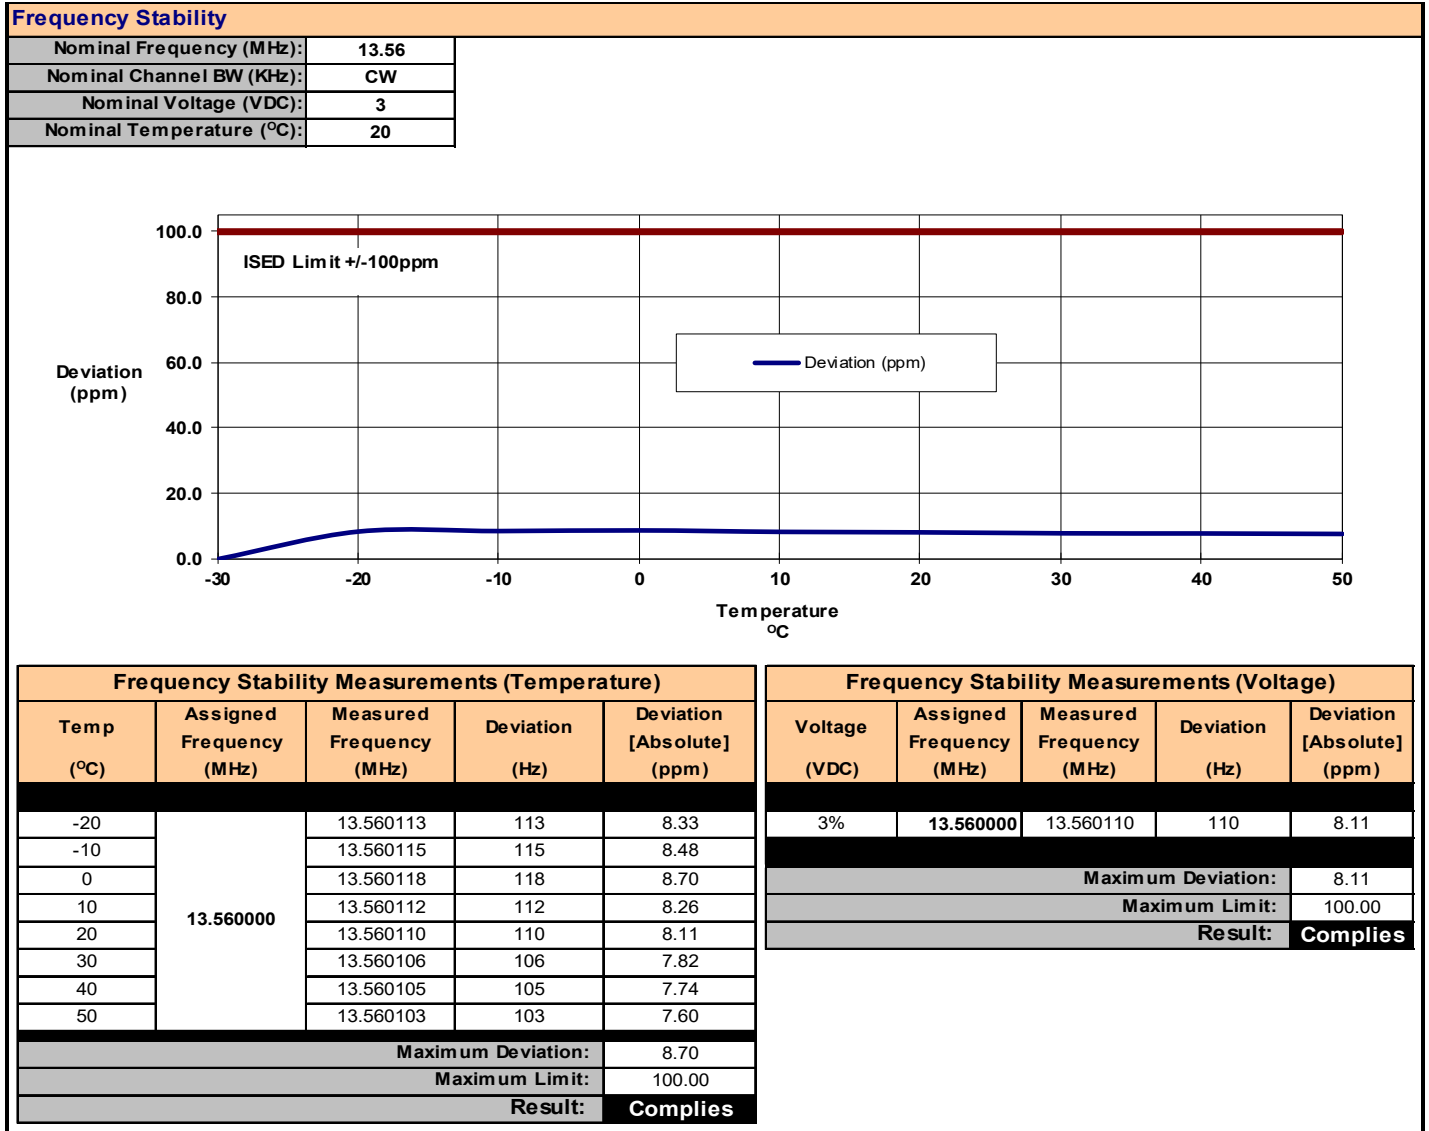 Frequency Stability
Nominal Frequency (MHz): 13.56
Nominal Channel BW (KHz): CW
Nominal Voltage (VDC): 3
Nominal Temperature (ºC): 20
100.0
ISED Limit +/-100ppm
80.0
60.0
Deviation (ppm)
Deviation
(ppm)
40.0
20.0
0.0
-30 -20 -10 0 10 20 30 40 50
Temperature
ºC
Frequency Stability Measurements (Temperature)
Temp Assigned Measured Deviation Deviation
Frequency Frequency [Absolute]
(ºC) (MHz) (MHz) (Hz) (ppm)
-20 13.560113 113 8.33
-10 13.560115 115 8.48
0 13.560118 118 8.70
10 13.560112 112 8.26
13.560000
20 13.560110 110 8.11
30 13.560106 106 7.82
40 13.560105 105 7.74
50 13.560103 103 7.60
Maximum Deviation: 8.70
Maximum Limit: 100.00
Result: Complies
Frequency Stability Measurements (Voltage)
Voltage Assigned Measured Deviation Deviation
Frequency Frequency [Absolute]
(VDC) (MHz) (MHz) (Hz) (ppm)
3% 13.560000 13.560110 110 8.11
Maximum Deviation: 8.11
Maximum Limit: 100.00
Result: Complies